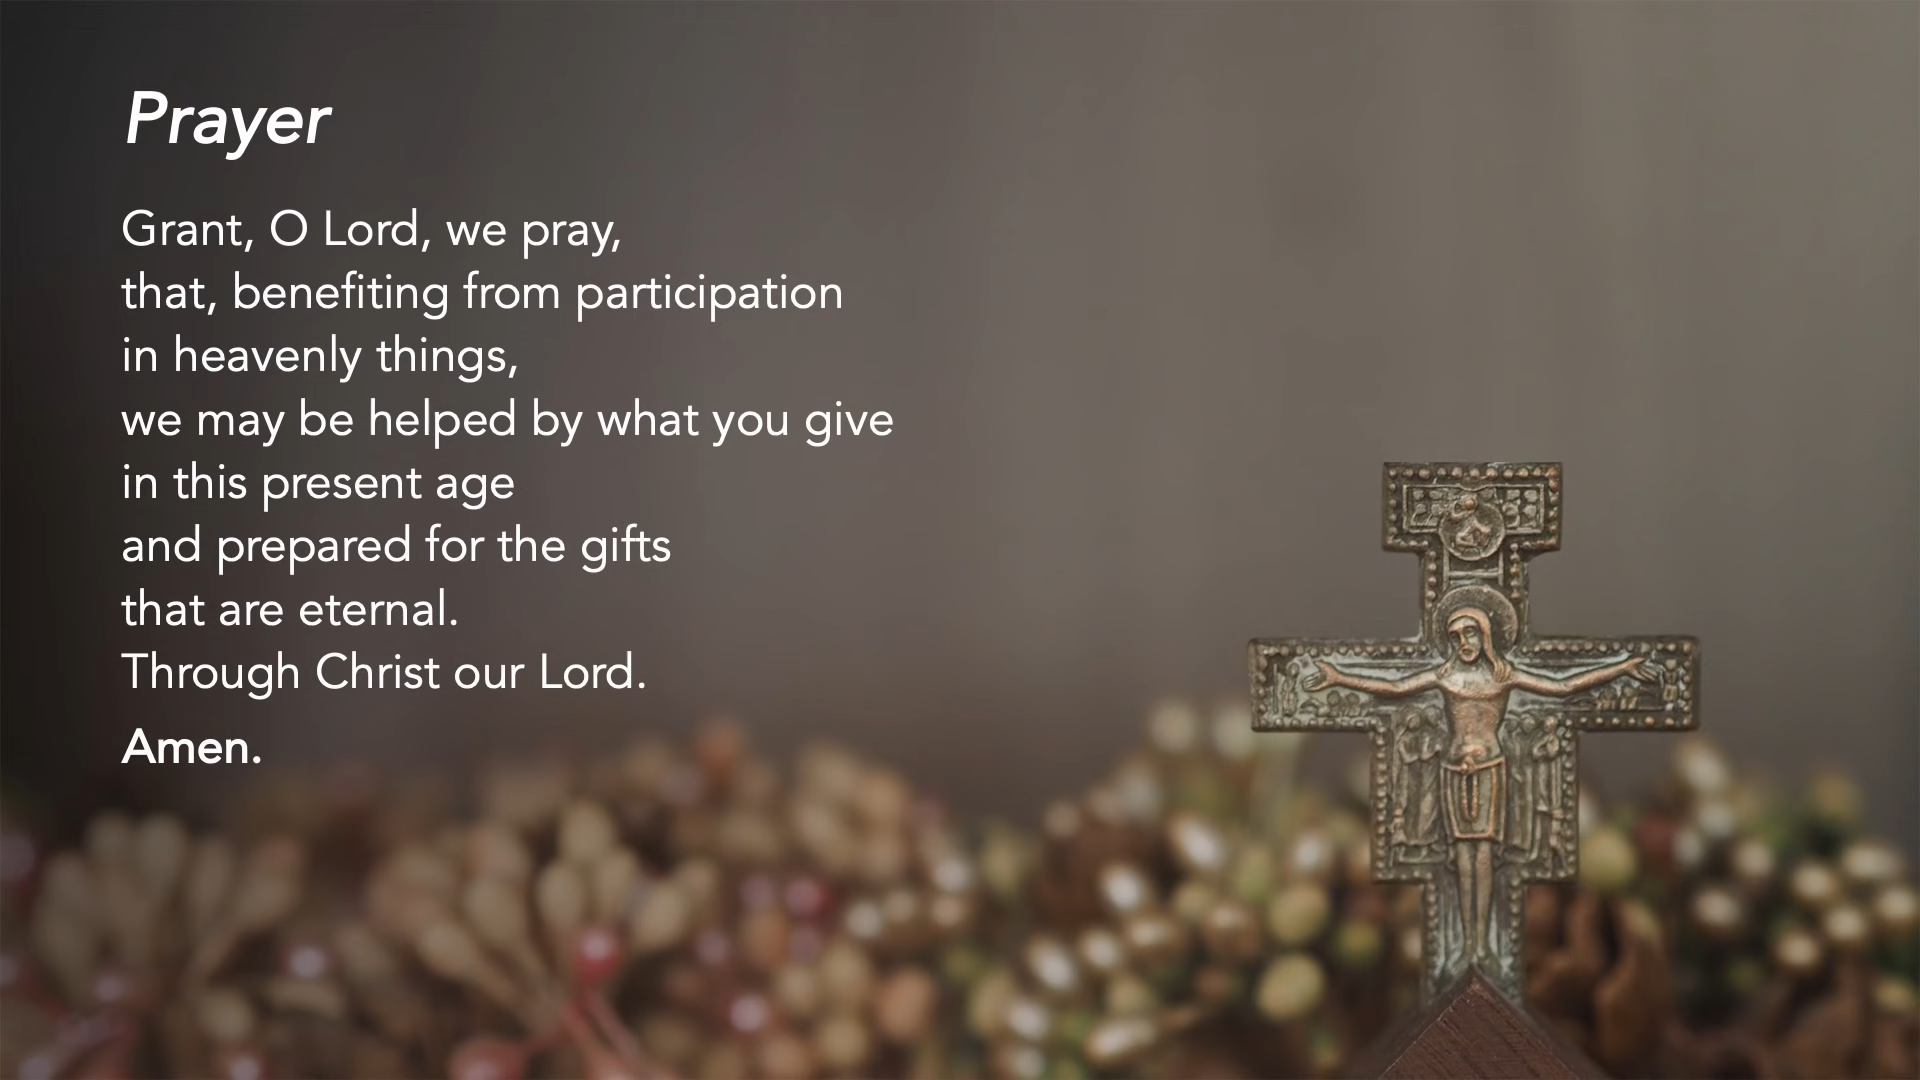 Prayer
Grant, O Lord, we pray,
that, benefiting from participation
in heavenly things,
we may be helped by what you give
in this present age
and prepared for the gifts
that are eternal.
Through Christ our Lord.
Amen.